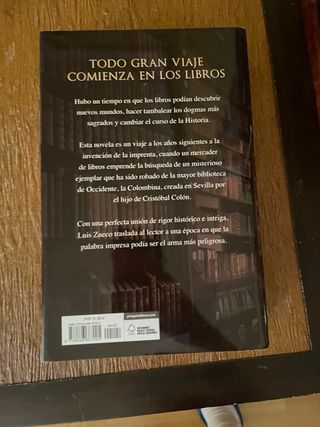 TODO GRAN VIAJE
COMIENZA EN LOS LIBROS
Hubo un tiempo en que los libros podían descubrir
nuevos mundos, hacer tambalear los dogmas más
sagrados y cambiar el curso de la Historia.
Esta novela es un viaje a los años siguientes a la
invención de la imprenta, cuando un mercader
de libros emprende la búsqueda de un misterioso
ejemplar que ha sido robado de la mayor biblioteca
de Occidente, la Colombina, creada en Sevilla por
el hijo de Cristóbal Colón.
Con una perfecta unión de rigor histórico e intriga,
Luis Zueco traslada al lector a una época en que la
palabra impresa podía ser el arma más peligrosa.